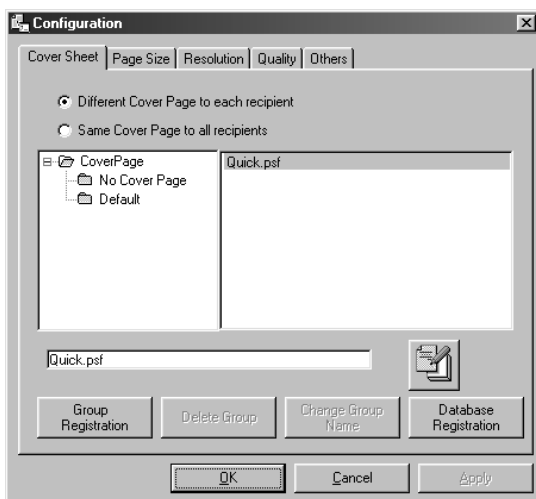 Configuration
Cover Sheet Page Size Resolution Quality Others
Different Cover Page to each recipient
Same Cover Page to all recipients
CoverPage
No Cover Page
Default
Quick.psf
Quick.psf
Group Registration
Delete Group
Change Group Name
Database Registration
OK Cancel Apply